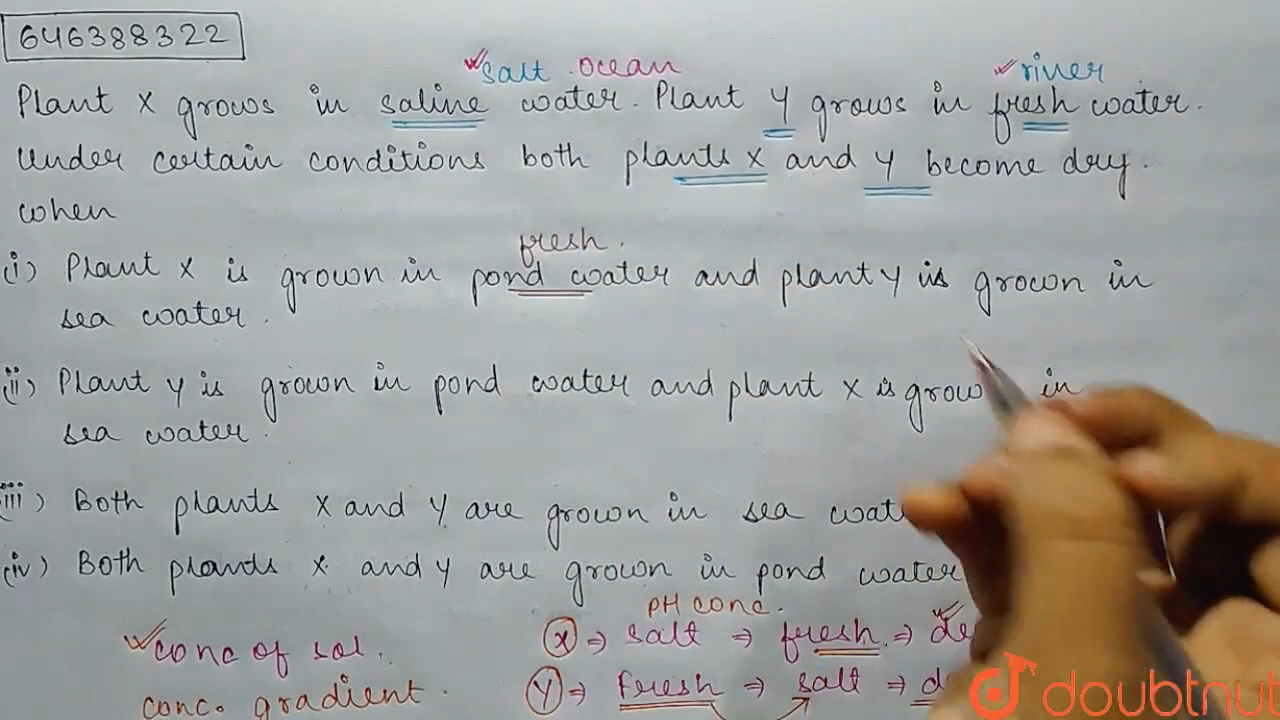 646388322
salt ocean river
Plant X grows in saline water. Plant Y grows in fresh water.
Under certain conditions both plants X and Y become dry.
when
fresh.
(i) Plant X is grown in pond water and plant Y is grown in
sea water.
(ii) Plant Y is grown in pond water and plant X is grow in
sea water.
(iii) Both plants X and Y are grown in sea wat
(iv) Both plants X and Y are grown in pond water
PH conc.
conc of sol. (X) ⇒ salt ⇒ fresh ⇒ de
conc. gradient. (Y) ⇒ fresh ⇒ salt ⇒ d
doubtnut